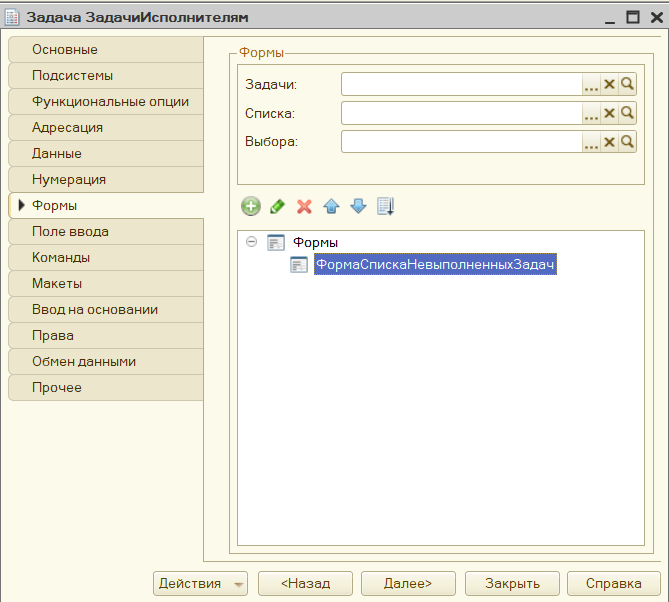 Задача ЗадачиИсполнителям
Основные
Подсистемы
Функциональные опции
Адресация
Данные
Нумерация
Формы
Поле ввода
Команды
Макеты
Ввод на основании
Права
Обмен данными
Прочее
Формы
Задачи:
...
Списка:
...
Выбора:
...
Формы
ФормаСпискаНевыполненныхЗадач
Действия <Назад Далее> Закрыть Справка